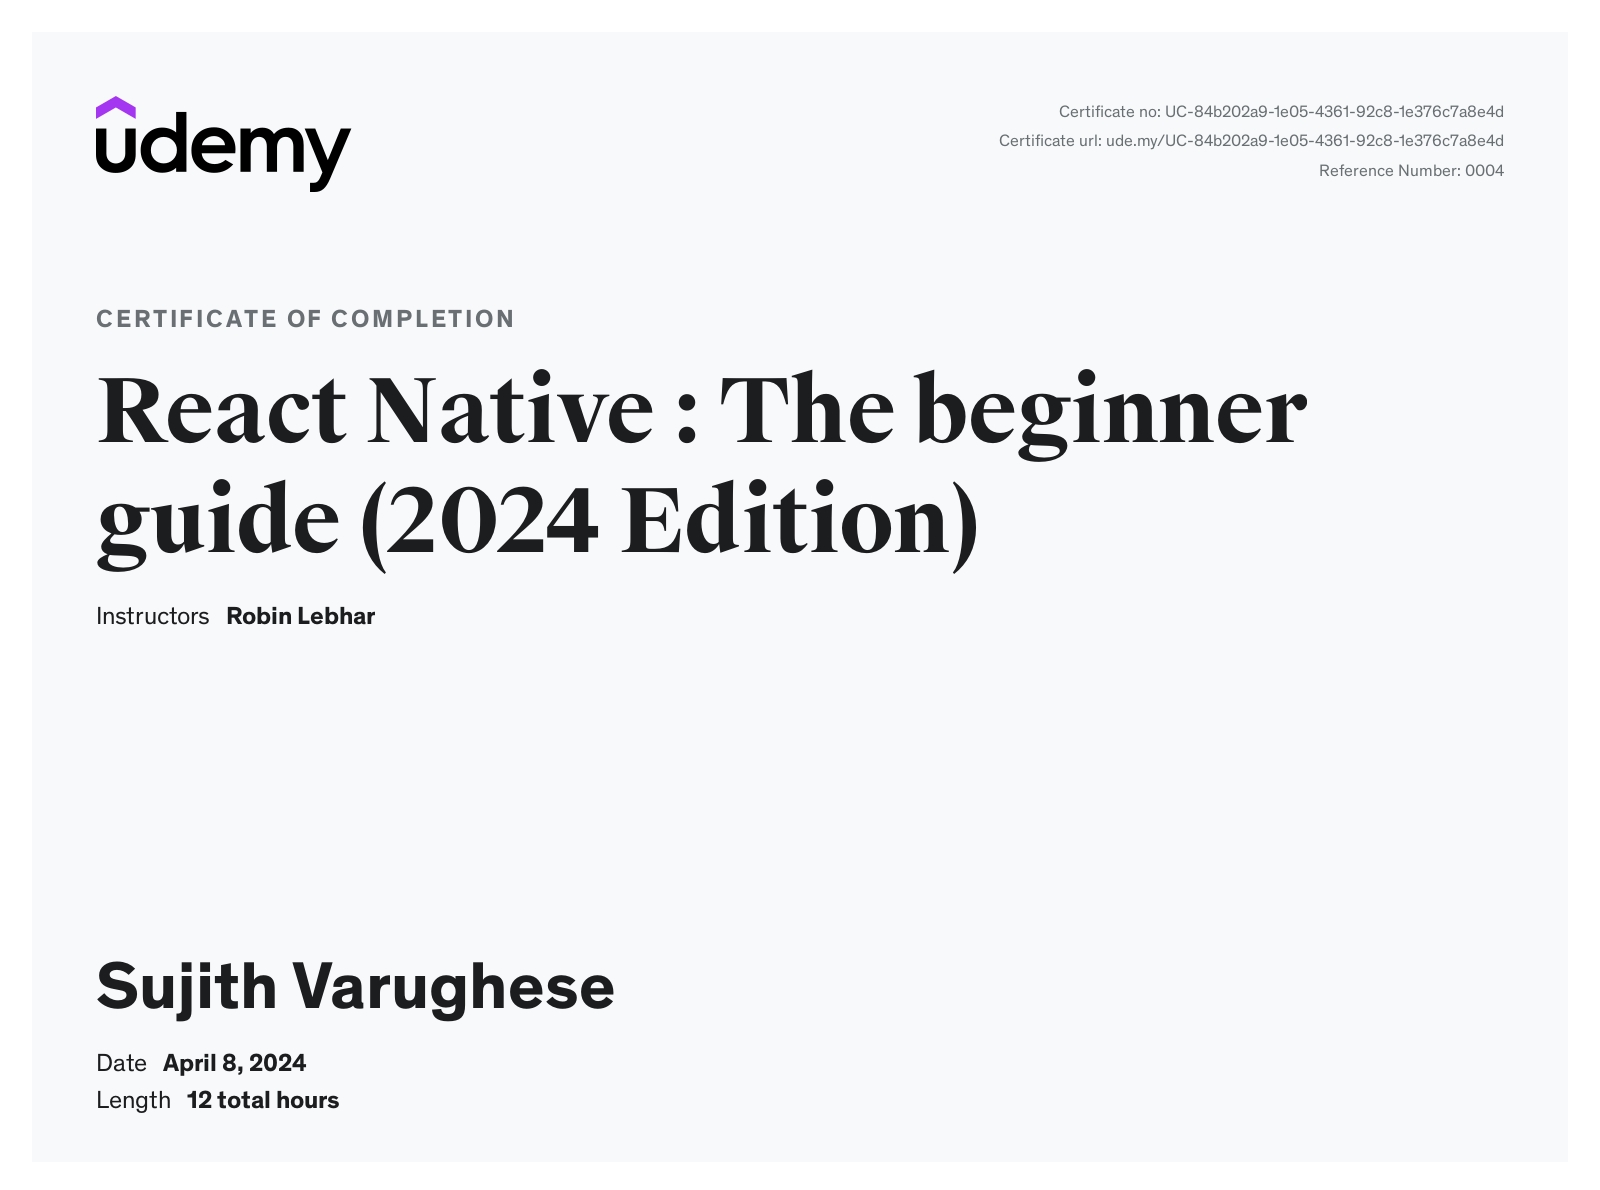 udemy
Certificate no: UC-84b202a9-1e05-4361-92c8-1e376c7a8e4d
Certificate url: ude.my/UC-84b202a9-1e05-4361-92c8-1e376c7a8e4d
Reference Number: 0004
CERTIFICATE OF COMPLETION
React Native : The beginner
guide (2024 Edition)
Instructors Robin Lebhar
Sujith Varughese
Date April 8, 2024
Length 12 total hours